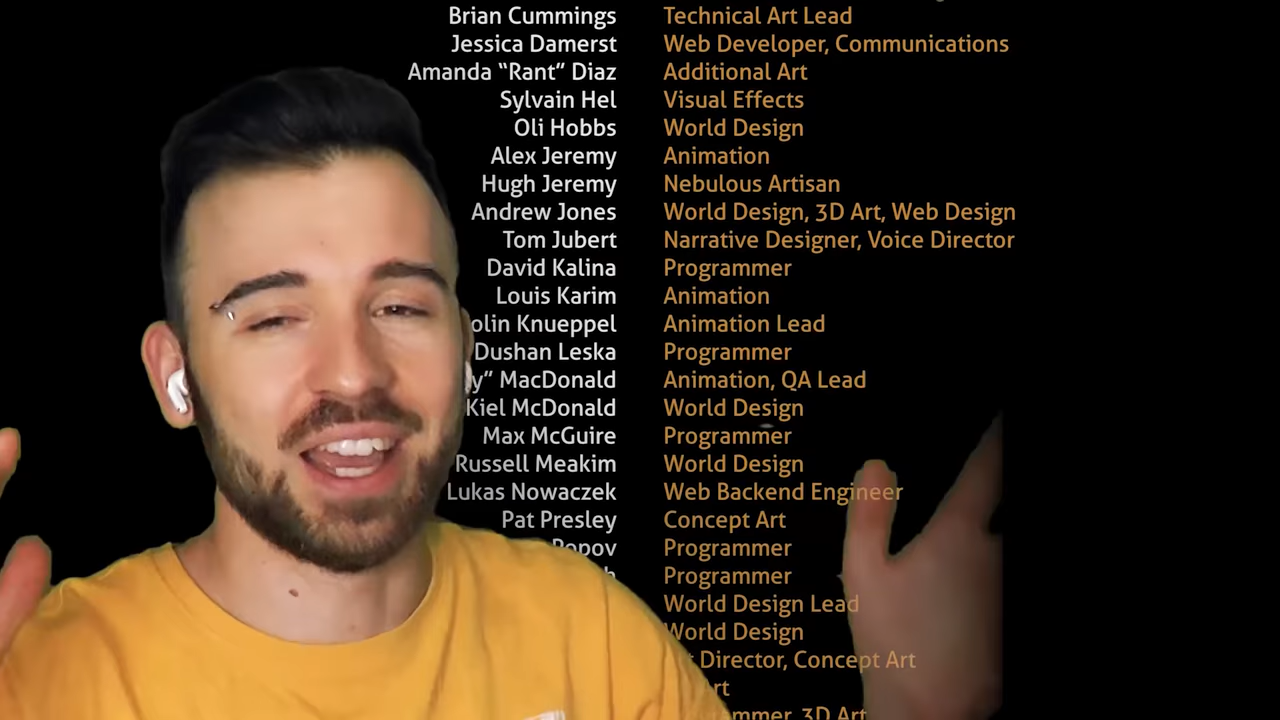 Brian Cummings Technical Art Lead
Jessica Damerst Web Developer, Communications
Amanda “Rant” Diaz Additional Art
Sylvain Hel Visual Effects
Oli Hobbs World Design
Alex Jeremy Animation
Hugh Jeremy Nebulous Artisan
Andrew Jones World Design, 3D Art, Web Design
Tom Jubert Narrative Designer, Voice Director
David Kalina Programmer
Louis Karim Animation
olin Knueppel Animation Lead
Dushan Leska Programmer
y” MacDonald Animation, QA Lead
Kiel McDonald World Design
Max McGuire Programmer
Russell Meakim World Design
Lukas Nowaczek Web Backend Engineer
Pat Presley Concept Art
Popov Programmer
Programmer
World Design Lead
World Design
Director, Concept Art
rt
mmer, 3D Art